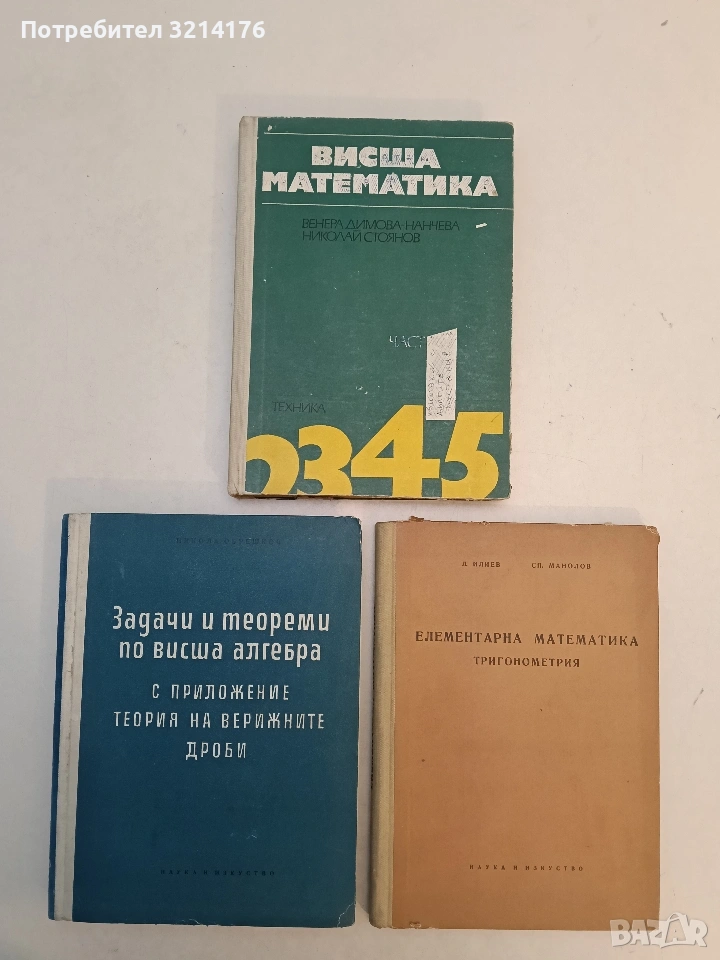 Потребител 3214176
ВИСША
МАТЕМАТИКА
ВЕНЕРА ДИМОВА-НАНЧЕВА
НИКОЛАЙ СТОЯНОВ
ЧАСТ
1
ТЕХНИКА
2345
Задачи и теореми
по висша алгебра
С ПРИЛОЖЕНИЕ
ТЕОРИЯ НА ВЕРИЖНИТЕ
ДРОБИ
НАУКА И ИЗКУСТВО
Л. ИЛИЕВ СП. МАНОЛОВ
ЕЛЕМЕНТАРНА МАТЕМАТИКА
ТРИГОНОМЕТРИЯ
НАУКА И ИЗКУСТВО
BAZAR